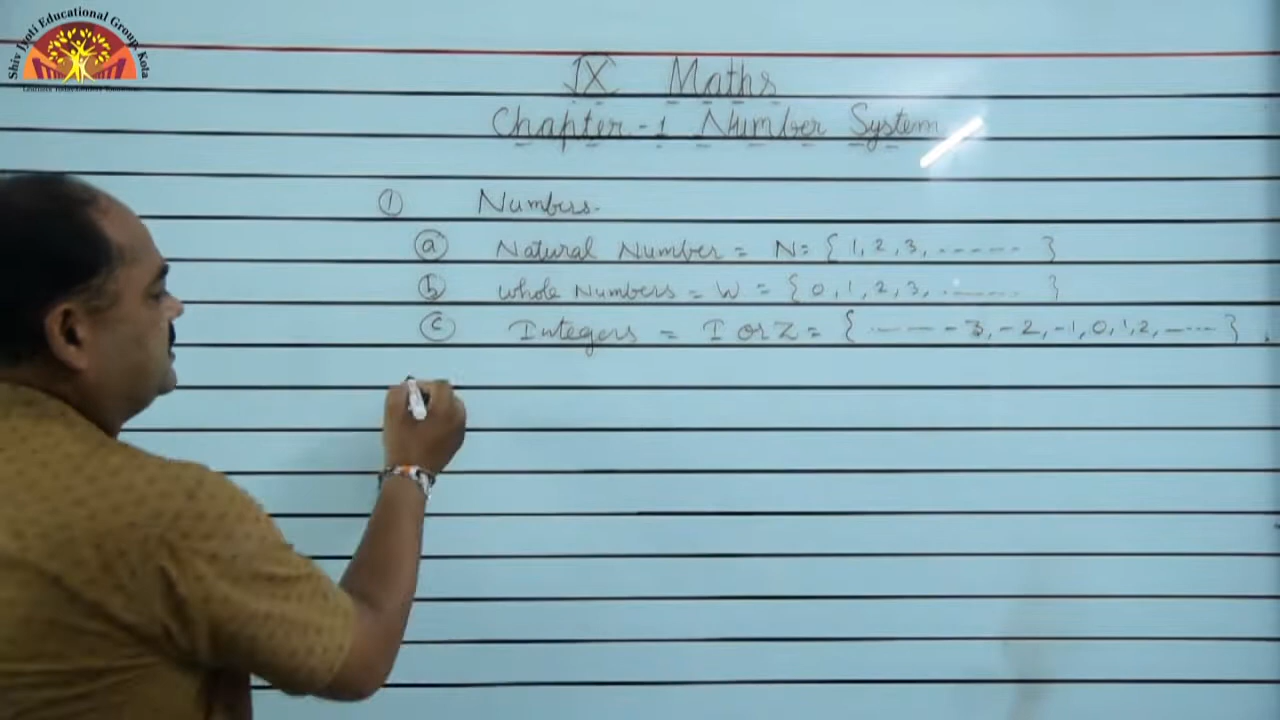 Shiv Jyoti Educational Group, Kota
IX Maths
Chapter-1 Number System
① Numbers.
ⓐ Natural Number = N= { 1, 2, 3, ------ }
ⓑ Whole Numbers = W = { 0, 1, 2, 3, ------ }
ⓒ Integers = I or Z = { ------ -3, -2, -1, 0, 1, 2, ----- }